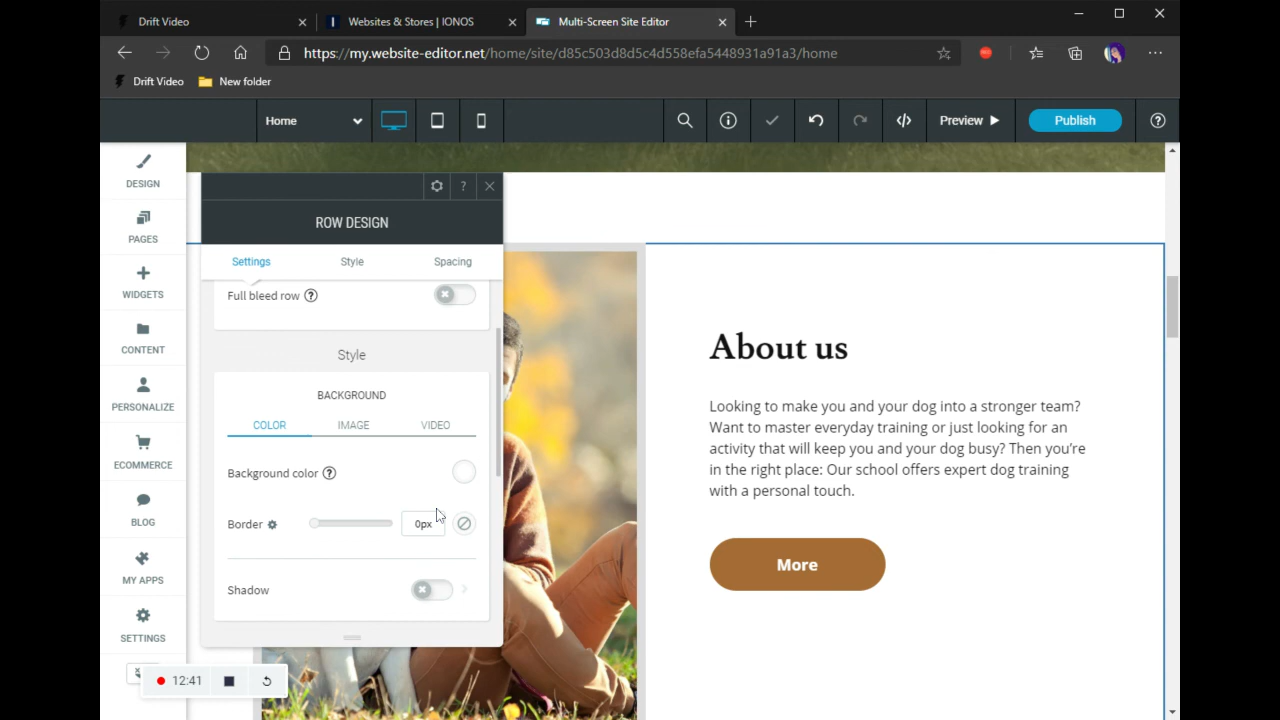 Drift Video
Websites & Stores | IONOS
Multi-Screen Site Editor
https://my.website-editor.net/home/site/d85c503d8d5c4d558efa5448931a91a3/home
Drift Video
New folder
Home
Preview
Publish
DESIGN
PAGES
WIDGETS
CONTENT
PERSONALIZE
ECOMMERCE
BLOG
MY APPS
SETTINGS
ROW DESIGN
Settings
Style
Spacing
Full bleed row
Style
BACKGROUND
COLOR
IMAGE
VIDEO
Background color
Border
0px
Shadow
About us
Looking to make you and your dog into a stronger team?
Want to master everyday training or just looking for an
activity that will keep you and your dog busy? Then you're
in the right place: Our school offers expert dog training
with a personal touch.
More
12:41